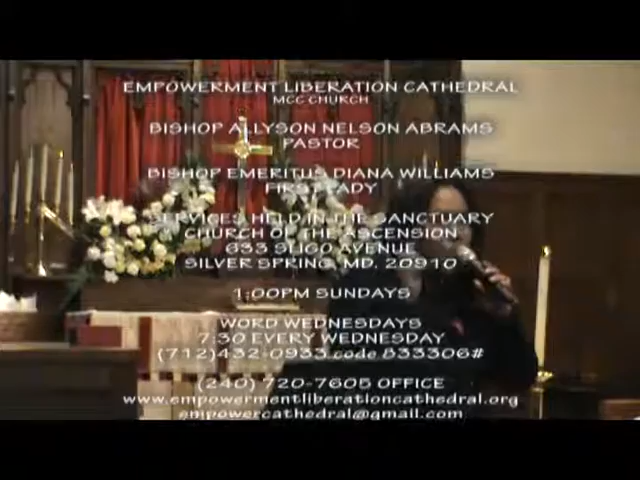 EMPOWERMENT LIBERATION CATHEDRAL
MCC CHURCH
BISHOP ALLYSON NELSON ABRAMS
PASTOR
BISHOP EMERITUS DIANA WILLIAMS
FIRST LADY
SERVICES HELD IN THE SANCTUARY
CHURCH OF THE ASCENSION
633 SLIGO AVENUE
SILVER SPRING, MD. 20910
1:00PM SUNDAYS
WORD WEDNESDAYS
7:30 EVERY WEDNESDAY
(712)432-0933..code 833306#
(240) 720-7605 OFFICE
www.empowermentliberationcathedral.org
empowercathedral@gmail.com